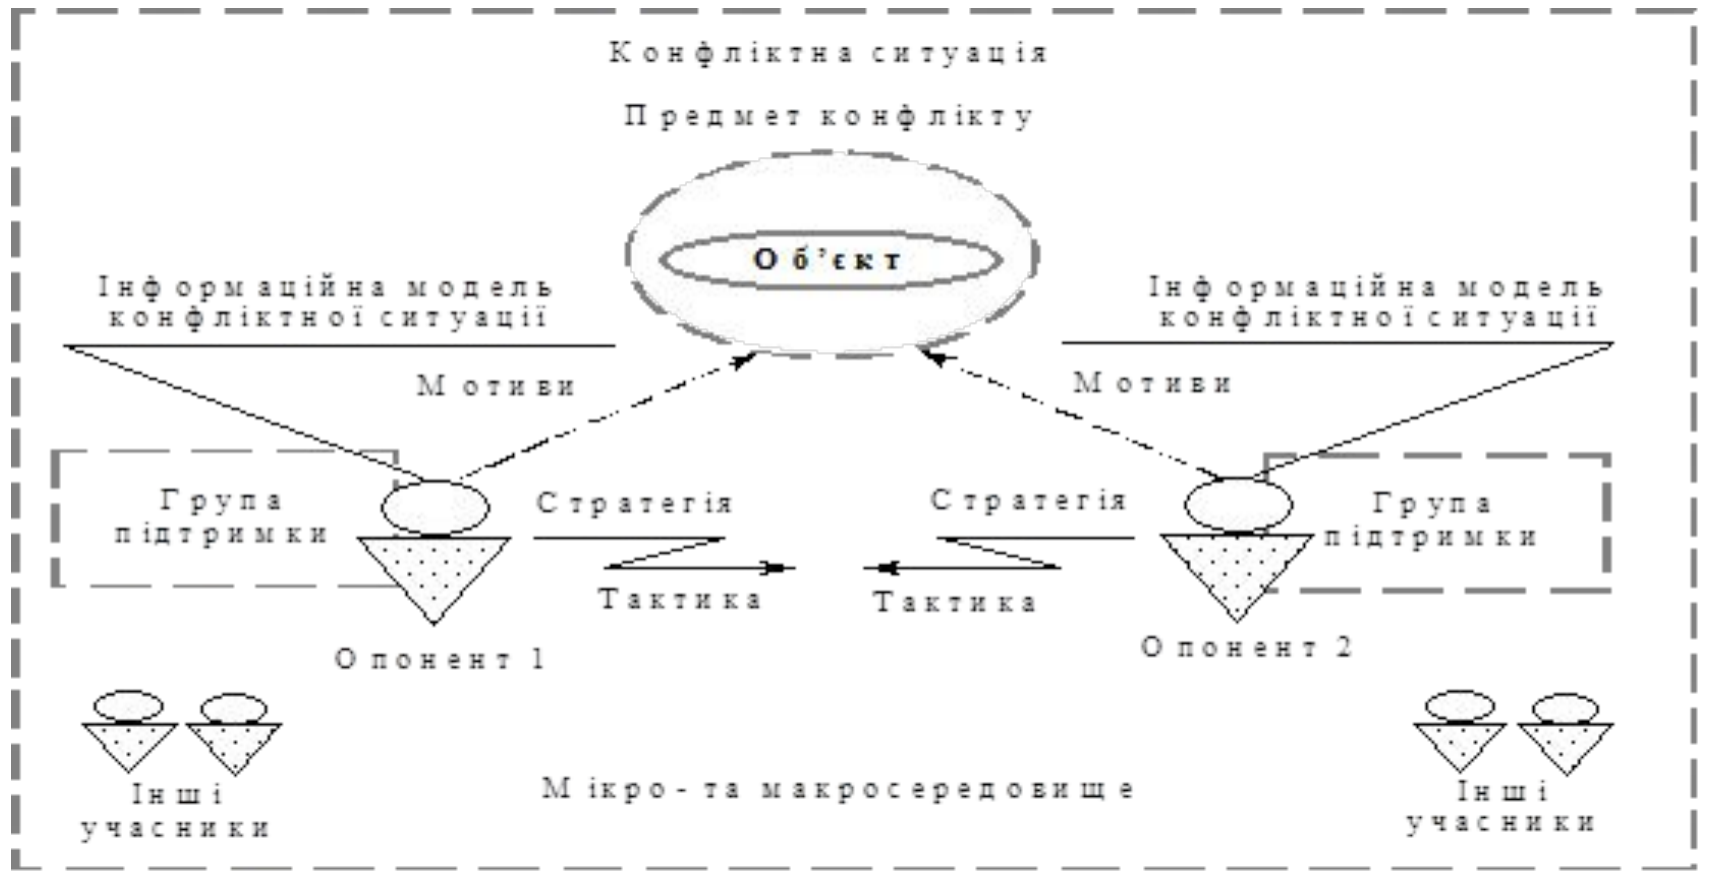 Конфліктна ситуація
Предмет конфлікту
Об’єкт
Інформаційна модель
конфліктної ситуації
Інформаційна модель
конфліктної ситуації
Мотиви
Мотиви
Група
підтримки
Стратегія
Стратегія
Група
підтримки
Тактика
Тактика
Опонент 1
Опонент 2
Інші
учасники
Мікро- та макросередовище
Інші
учасники